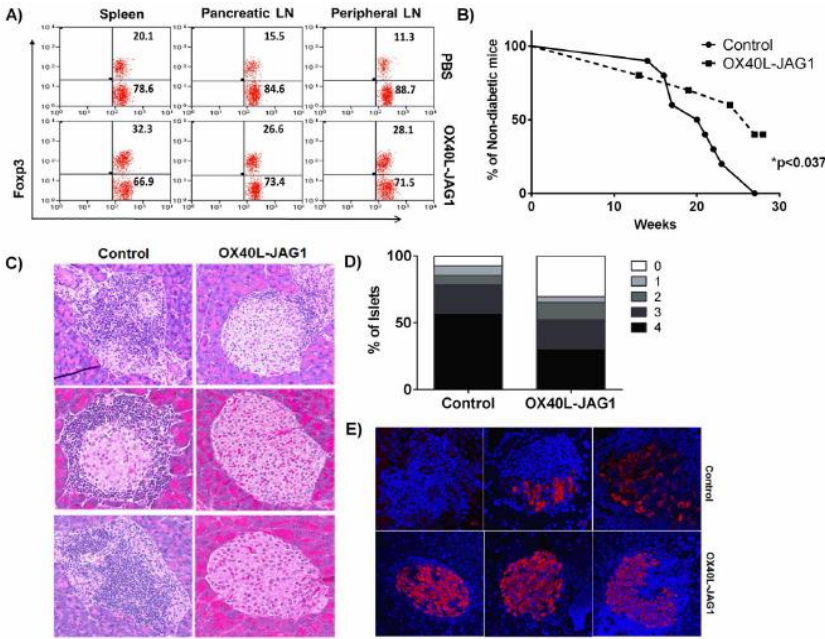 A)
Spleen
Pancreatic LN
Peripheral LN
20.1
15.5
11.3
78.6
84.6
88.7
PBS
32.3
26.6
28.1
66.9
73.4
71.5
OX40L-JAG1
Foxp3
B)
% of Non-diabetic mice
100
50
0
0
10
20
30
Weeks
Control
OX40L-JAG1
*p<0.037
C)
Control
OX40L-JAG1
D)
% of Islets
100
50
0
Control
OX40L-JAG1
0
1
2
3
4
E)
Control
OX40L-JAG1